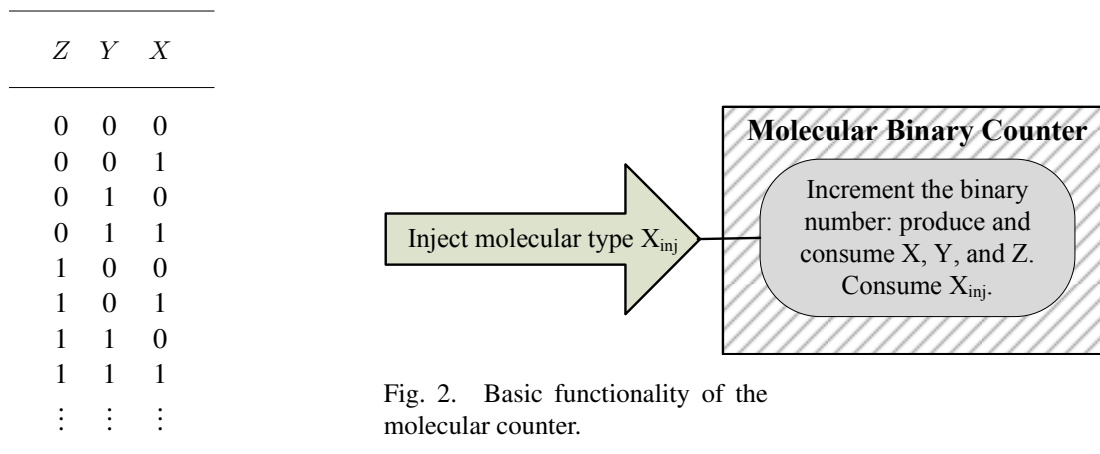 Z Y X
0 0 0
0 0 1
0 1 0
0 1 1
1 0 0
1 0 1
1 1 0
1 1 1
⋮ ⋮ ⋮
Inject molecular type X_inj
Molecular Binary Counter
Increment the binary
number: produce and
consume X, Y, and Z.
Consume X_inj.
Fig. 2. Basic functionality of the
molecular counter.